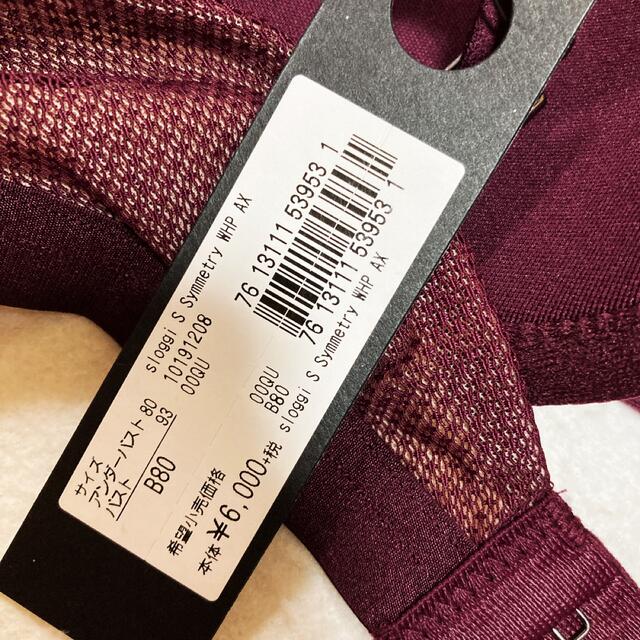 sloggi S Symmetry WHP AX
10191208
00QU
サイズ
アンダーバスト 80
バスト 93
B80
76 13111 53953 1
00QU
B80
希望小売価格
本体 ¥6,000+税
76 13111 53953 1
sloggi S Symmetry WHP AX